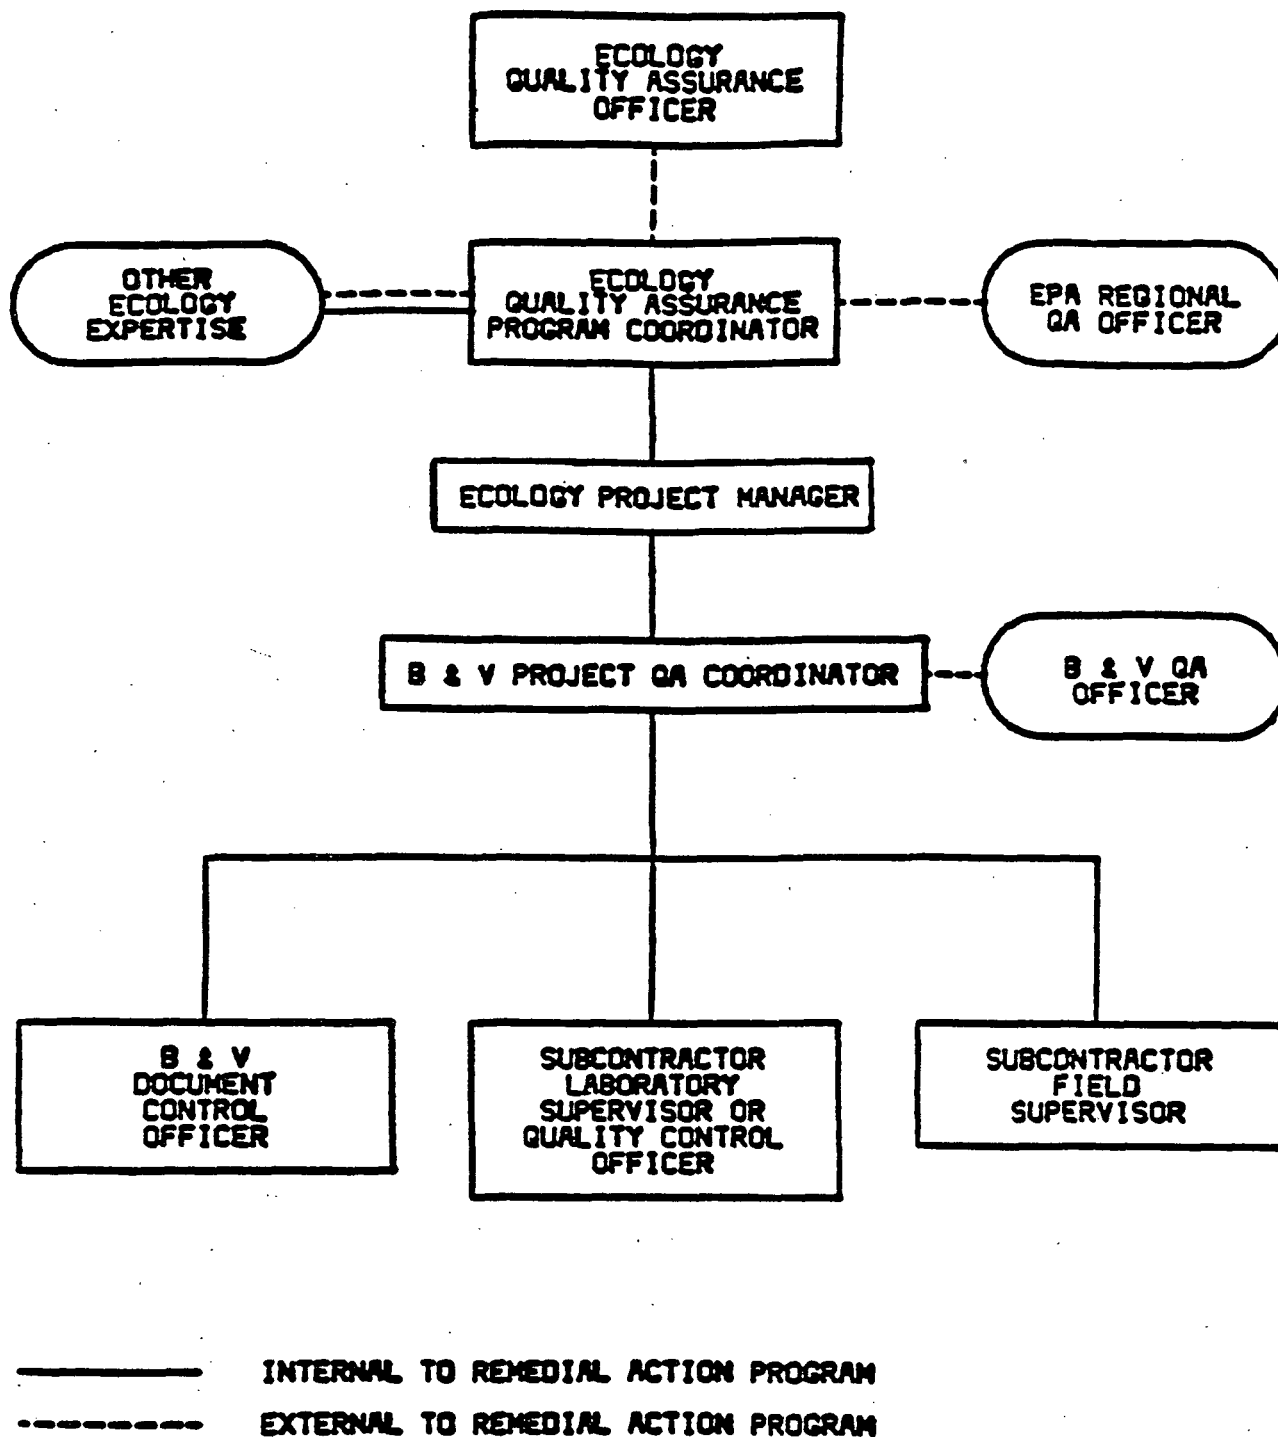 ECOLOGY
QUALITY ASSURANCE
OFFICER
OTHER
ECOLOGY
EXPERTISE
ECOLOGY
QUALITY ASSURANCE
PROGRAM COORDINATOR
EPA REGIONAL
QA OFFICER
ECOLOGY PROJECT MANAGER
B & V PROJECT QA COORDINATOR
B & V QA
OFFICER
B & V
DOCUMENT
CONTROL
OFFICER
SUBCONTRACTOR
LABORATORY
SUPERVISOR OR
QUALITY CONTROL
OFFICER
SUBCONTRACTOR
FIELD
SUPERVISOR
INTERNAL TO REMEDIAL ACTION PROGRAM
EXTERNAL TO REMEDIAL ACTION PROGRAM